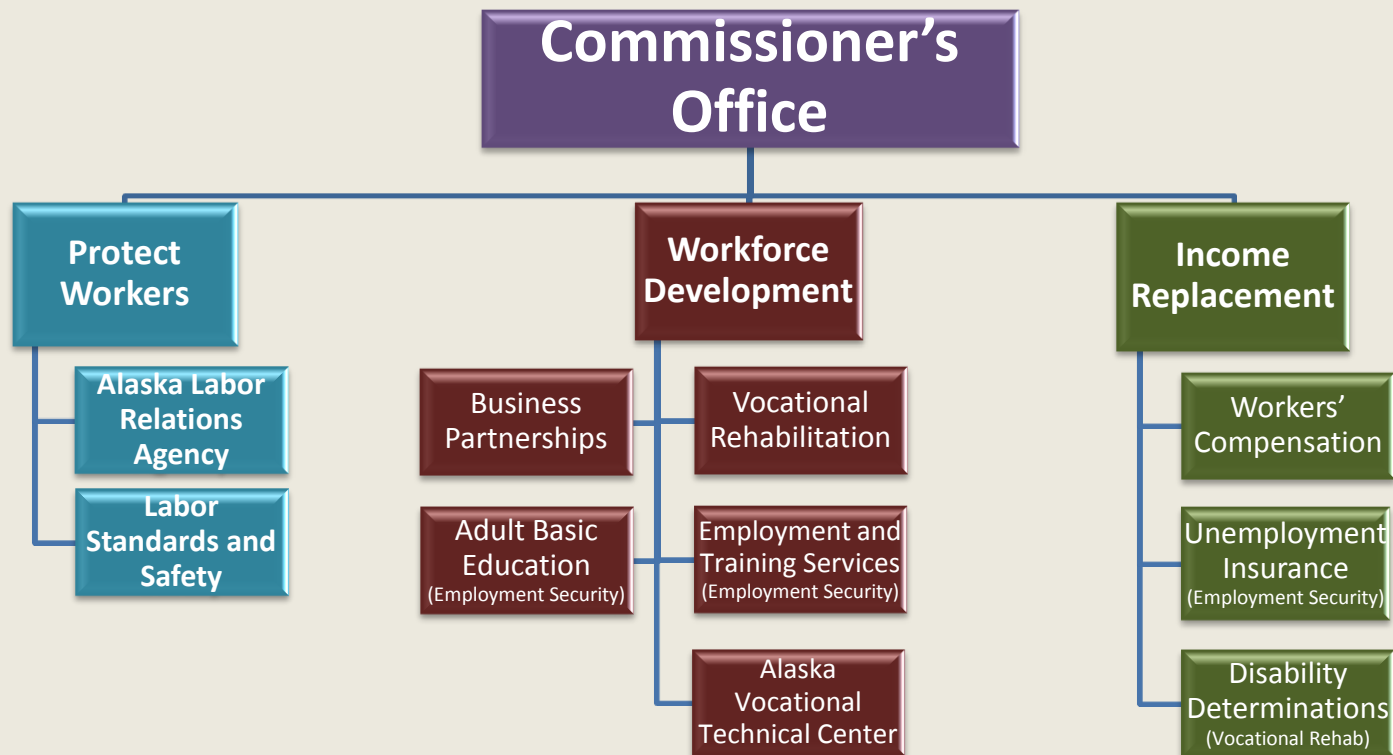 Commissioner’s
Office
Protect
Workers
Alaska Labor
Relations
Agency
Labor
Standards and
Safety
Workforce
Development
Business
Partnerships
Vocational
Rehabilitation
Adult Basic
Education
(Employment Security)
Employment and
Training Services
(Employment Security)
Alaska
Vocational
Technical Center
Income
Replacement
Workers’
Compensation
Unemployment
Insurance
(Employment Security)
Disability
Determinations
(Vocational Rehab)